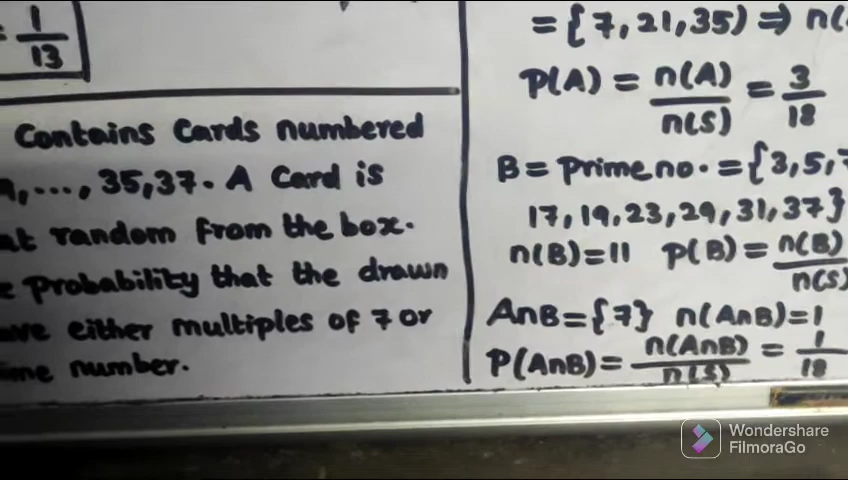 = 1/13
Contains Cards numbered
, ..., 35,37. A Card is
at random from the box.
Probability that the drawn
either multiples of 7 or
number.
= {7,21,35) ⇒ n(
P(A) = n(A)/n(S) = 3/18
B = Prime no. = {3,5,
17,19,23,29,31,37}
n(B)=11 P(B)= n(B)/n(S)
A∩B={7} n(A∩B)=1
P(A∩B)= n(A∩B)/n(S) = 1/18
Wondershare
FilmoraGo